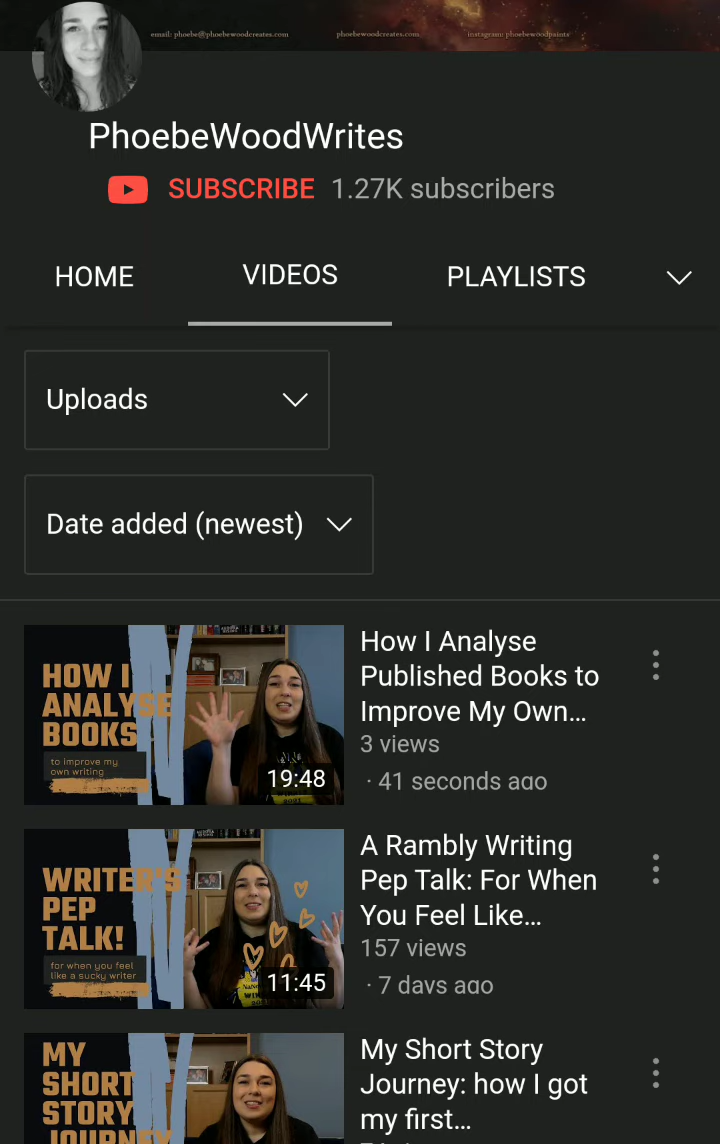 email: phoebe@phoebewoodcreates.com phoebewoodcreates.com instagram: phoebewoodpaints
PhoebeWoodWrites
SUBSCRIBE 1.27K subscribers
HOME VIDEOS PLAYLISTS
Uploads
Date added (newest)
HOW I
ANALYSE
BOOKS
to improve my
own writing
19:48
How I Analyse
Published Books to
Improve My Own...
3 views
· 41 seconds ago
WRITER'S
PEP
TALK!
for when you feel
like a sucky writer
11:45
A Rambly Writing
Pep Talk: For When
You Feel Like...
157 views
· 7 days ago
MY
SHORT
STORY
JOURNEY
My Short Story
Journey: how I got
my first...